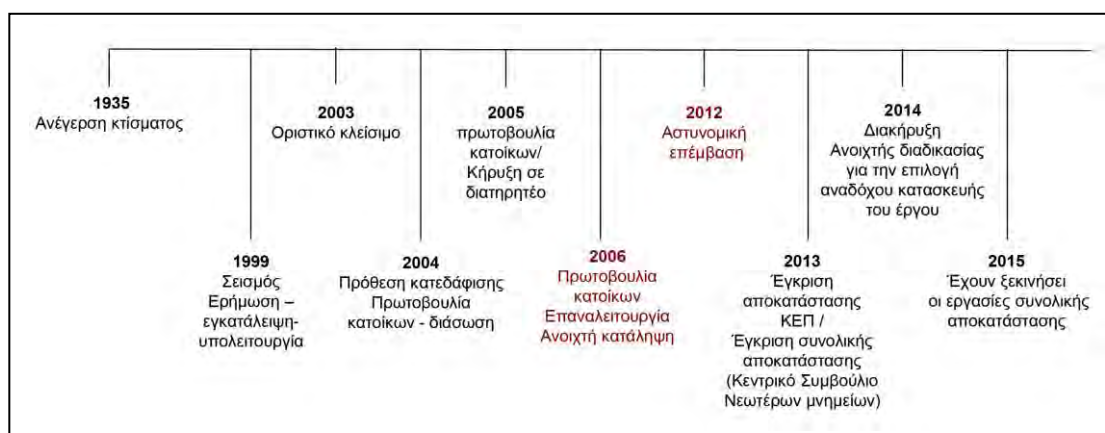 1935
Ανέγερση κτίσματος
1999
Σεισμός
Ερήμωση –
εγκατάλειψη-
υπολειτουργία
2003
Οριστικό κλείσιμο
2004
Πρόθεση κατεδάφισης
Πρωτοβουλία
κατοίκων - διάσωση
2005
πρωτοβουλία
κατοίκων/
Κήρυξη σε
διατηρητέο
2006
Πρωτοβουλία
κατοίκων
Επαναλειτουργία
Ανοιχτή κατάληψη
2012
Αστυνομική
επέμβαση
2013
Έγκριση
αποκατάστασης
ΚΕΠ /
Έγκριση συνολικής
αποκατάστασης
(Κεντρικό Συμβούλιο
Νεωτέρων μνημείων)
2014
Διακήρυξη
Ανοιχτής διαδικασίας
για την επιλογή
αναδόχου κατασκευής
του έργου
2015
Έχουν ξεκινήσει
οι εργασίες συνολικής
αποκατάστασης